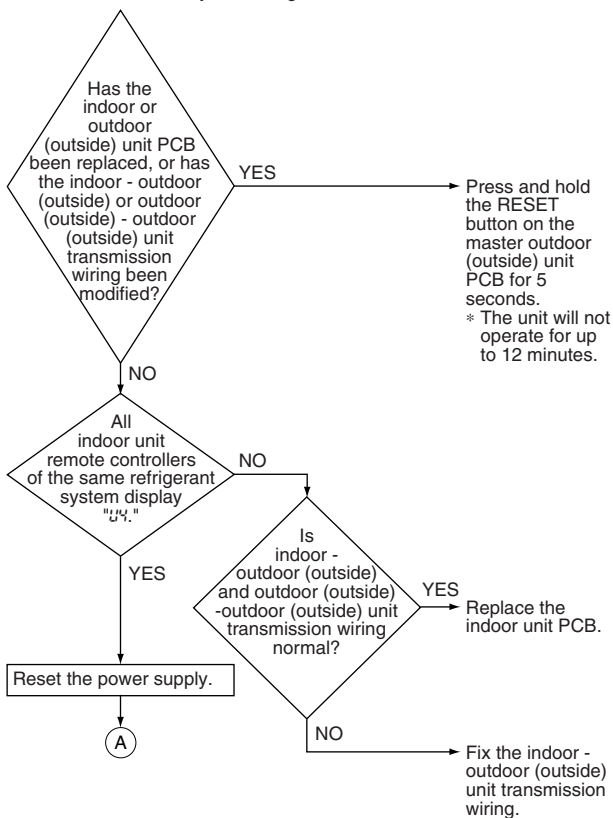 Has the
indoor or
outdoor
(outside) unit PCB
been replaced, or has
the indoor - outdoor
(outside) or outdoor
(outside) - outdoor
(outside) unit
transmission
wiring been
modified?
YES
Press and hold
the RESET
button on the
master outdoor
(outside) unit
PCB for 5
seconds.
* The unit will not
operate for up
to 12 minutes.
NO
All
indoor unit
remote controllers
of the same refrigerant
system display
"U4."
NO
YES
Is
indoor -
outdoor (outside)
and outdoor (outside)
-outdoor (outside) unit
transmission wiring
normal?
YES
Replace the
indoor unit PCB.
Reset the power supply.
A
NO
Fix the indoor -
outdoor (outside)
unit transmission
wiring.